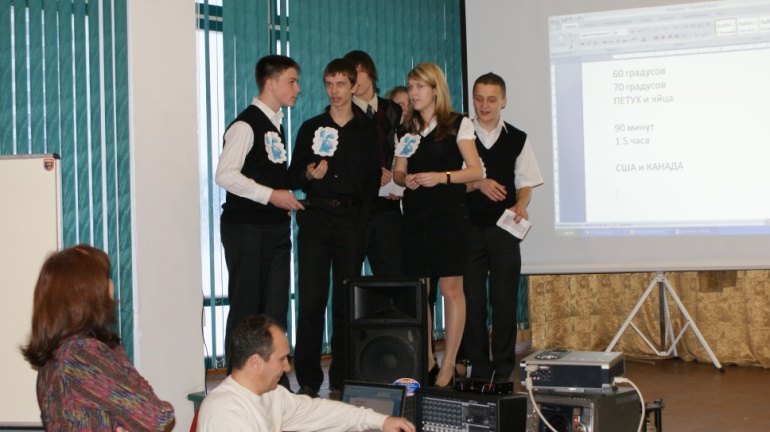 60 градусов
70 градусов
ПЕТУХ и яйца
90 минут
1.5 часа
США и КАНАДА